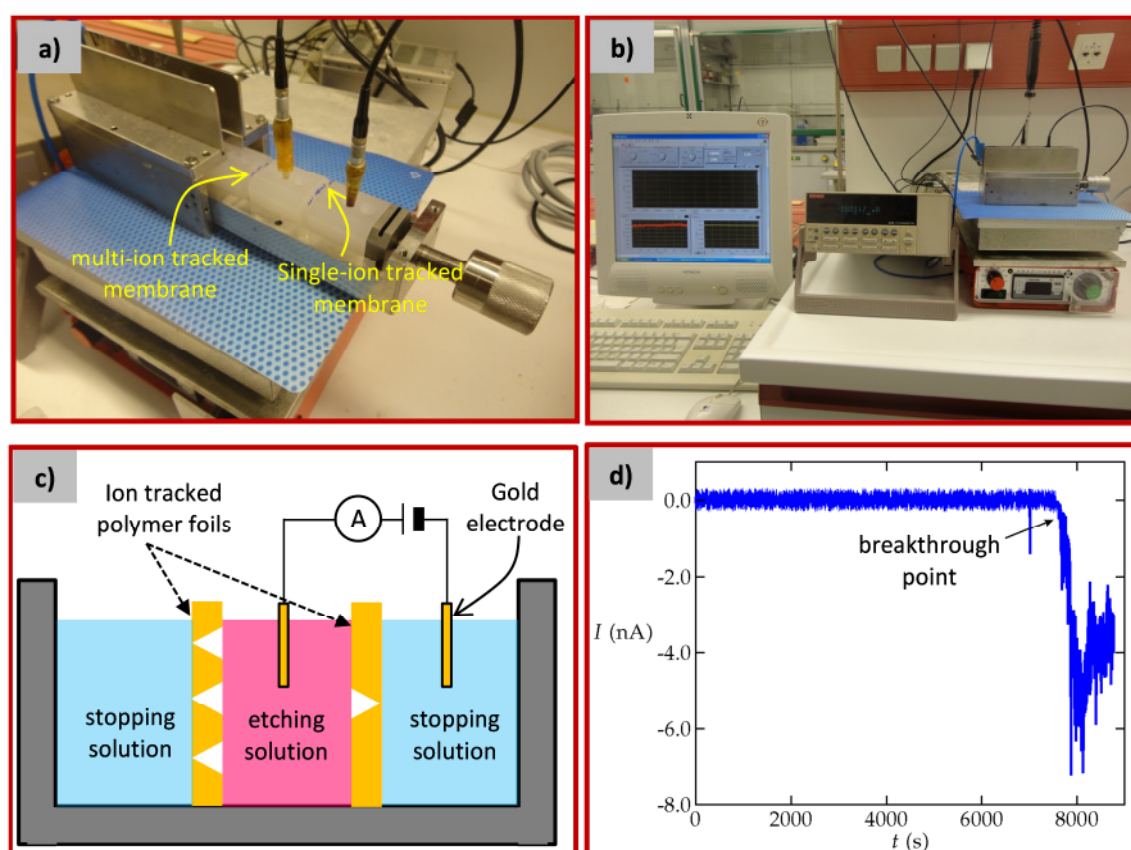 a)
multi-ion tracked
membrane
Single-ion tracked
membrane
b)
c)
Ion tracked
polymer foils
A
Gold
electrode
stopping
solution
etching
solution
stopping
solution
d)
0.0
-2.0
-4.0
-6.0
-8.0
I (nA)
breakthrough
point
0
2000
4000
6000
8000
t (s)